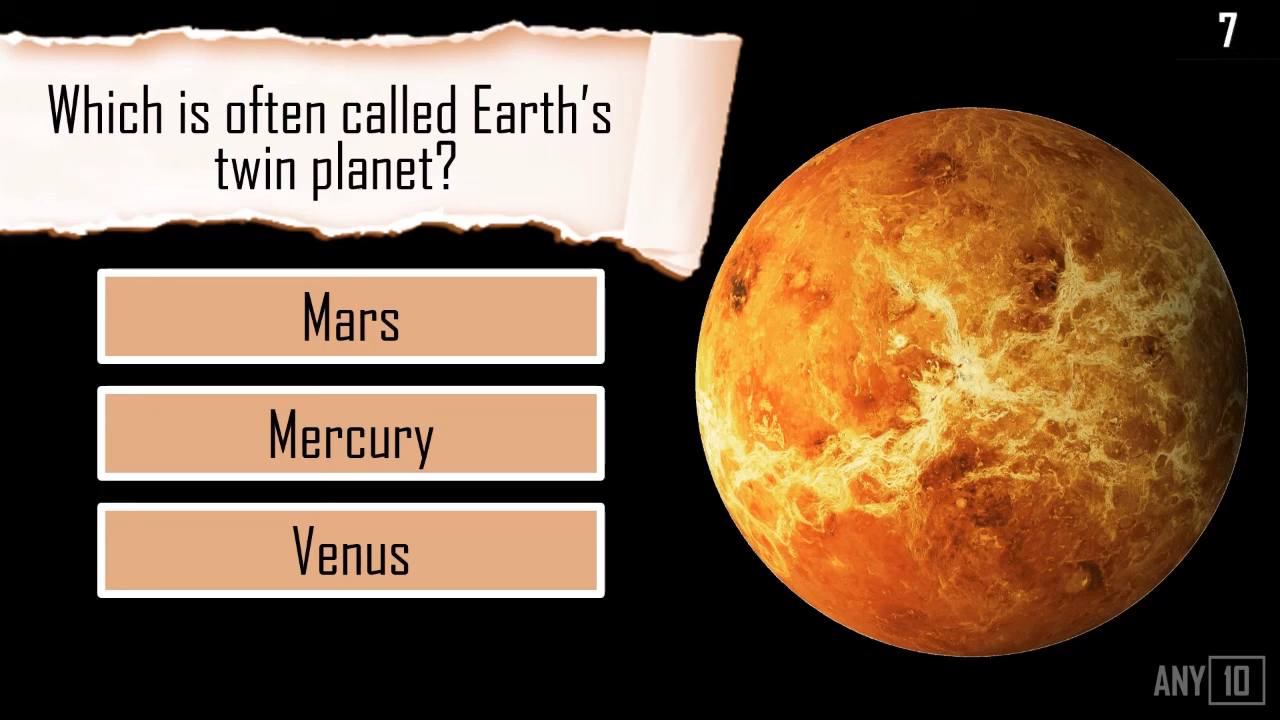 7
Which is often called Earth's
twin planet?
Mars
Mercury
Venus
ANY 10